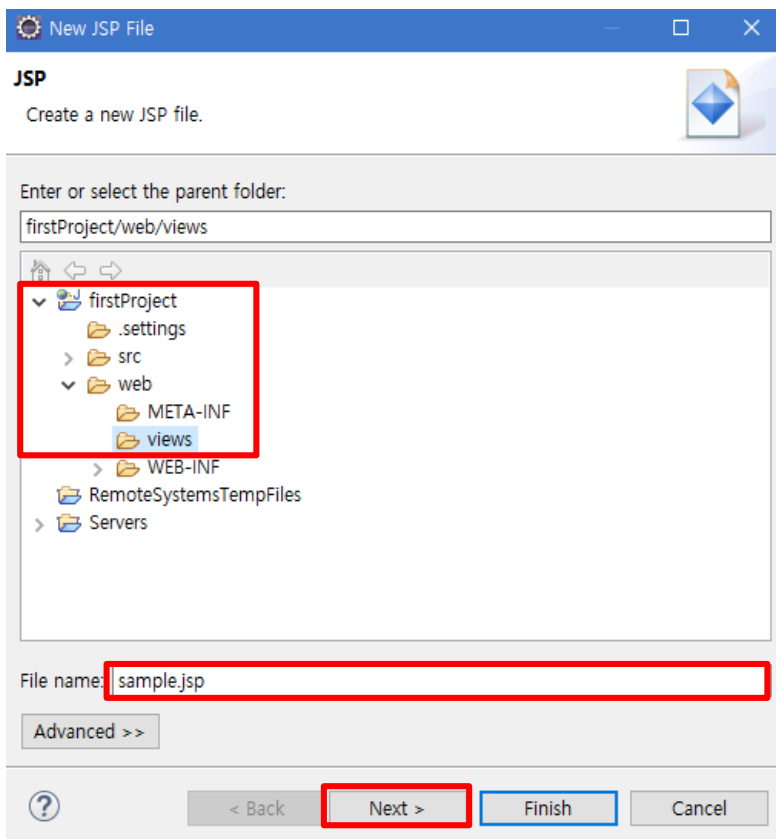 New JSP File
JSP
Create a new JSP file.
Enter or select the parent folder:
firstProject/web/views
firstProject
.settings
src
web
META-INF
views
WEB-INF
RemoteSystemsTempFiles
Servers
File name: sample.jsp
Advanced >>
< Back Next > Finish Cancel